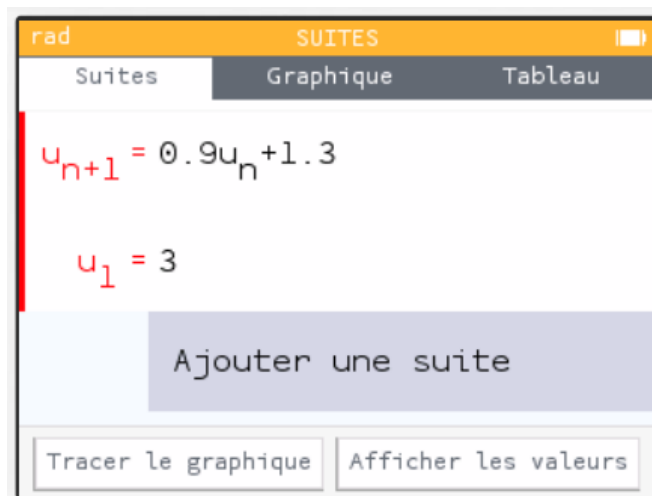 rad SUITES
Suites Graphique Tableau
uₙ₊₁ = 0.9uₙ+1.3
u₁ = 3
Ajouter une suite
Tracer le graphique Afficher les valeurs